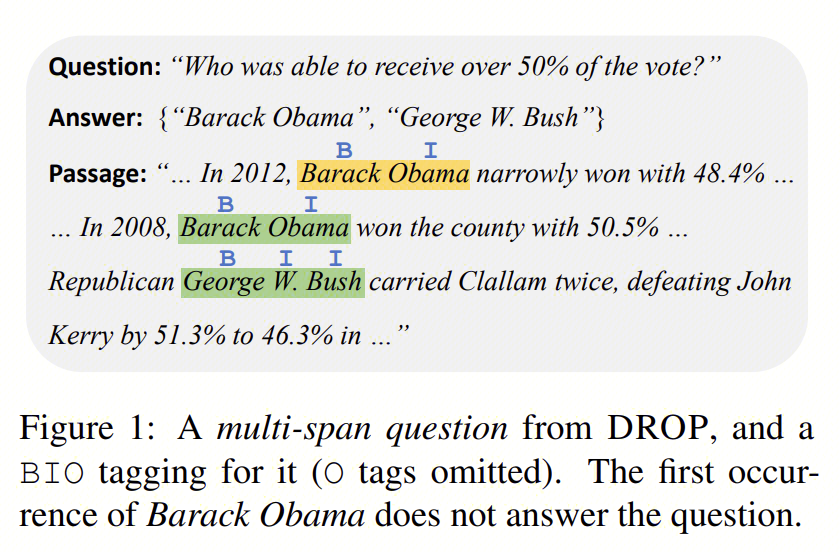 Question: “Who was able to receive over 50% of the vote?”
Answer: {“Barack Obama”, “George W. Bush”}
B I
Passage: “... In 2012, Barack Obama narrowly won with 48.4% ...
B I
... In 2008, Barack Obama won the county with 50.5% ...
B I I
Republican George W. Bush carried Clallam twice, defeating John
Kerry by 51.3% to 46.3% in ...”
Figure 1: A multi-span question from DROP, and a
BIO tagging for it (O tags omitted). The first occur-
rence of Barack Obama does not answer the question.